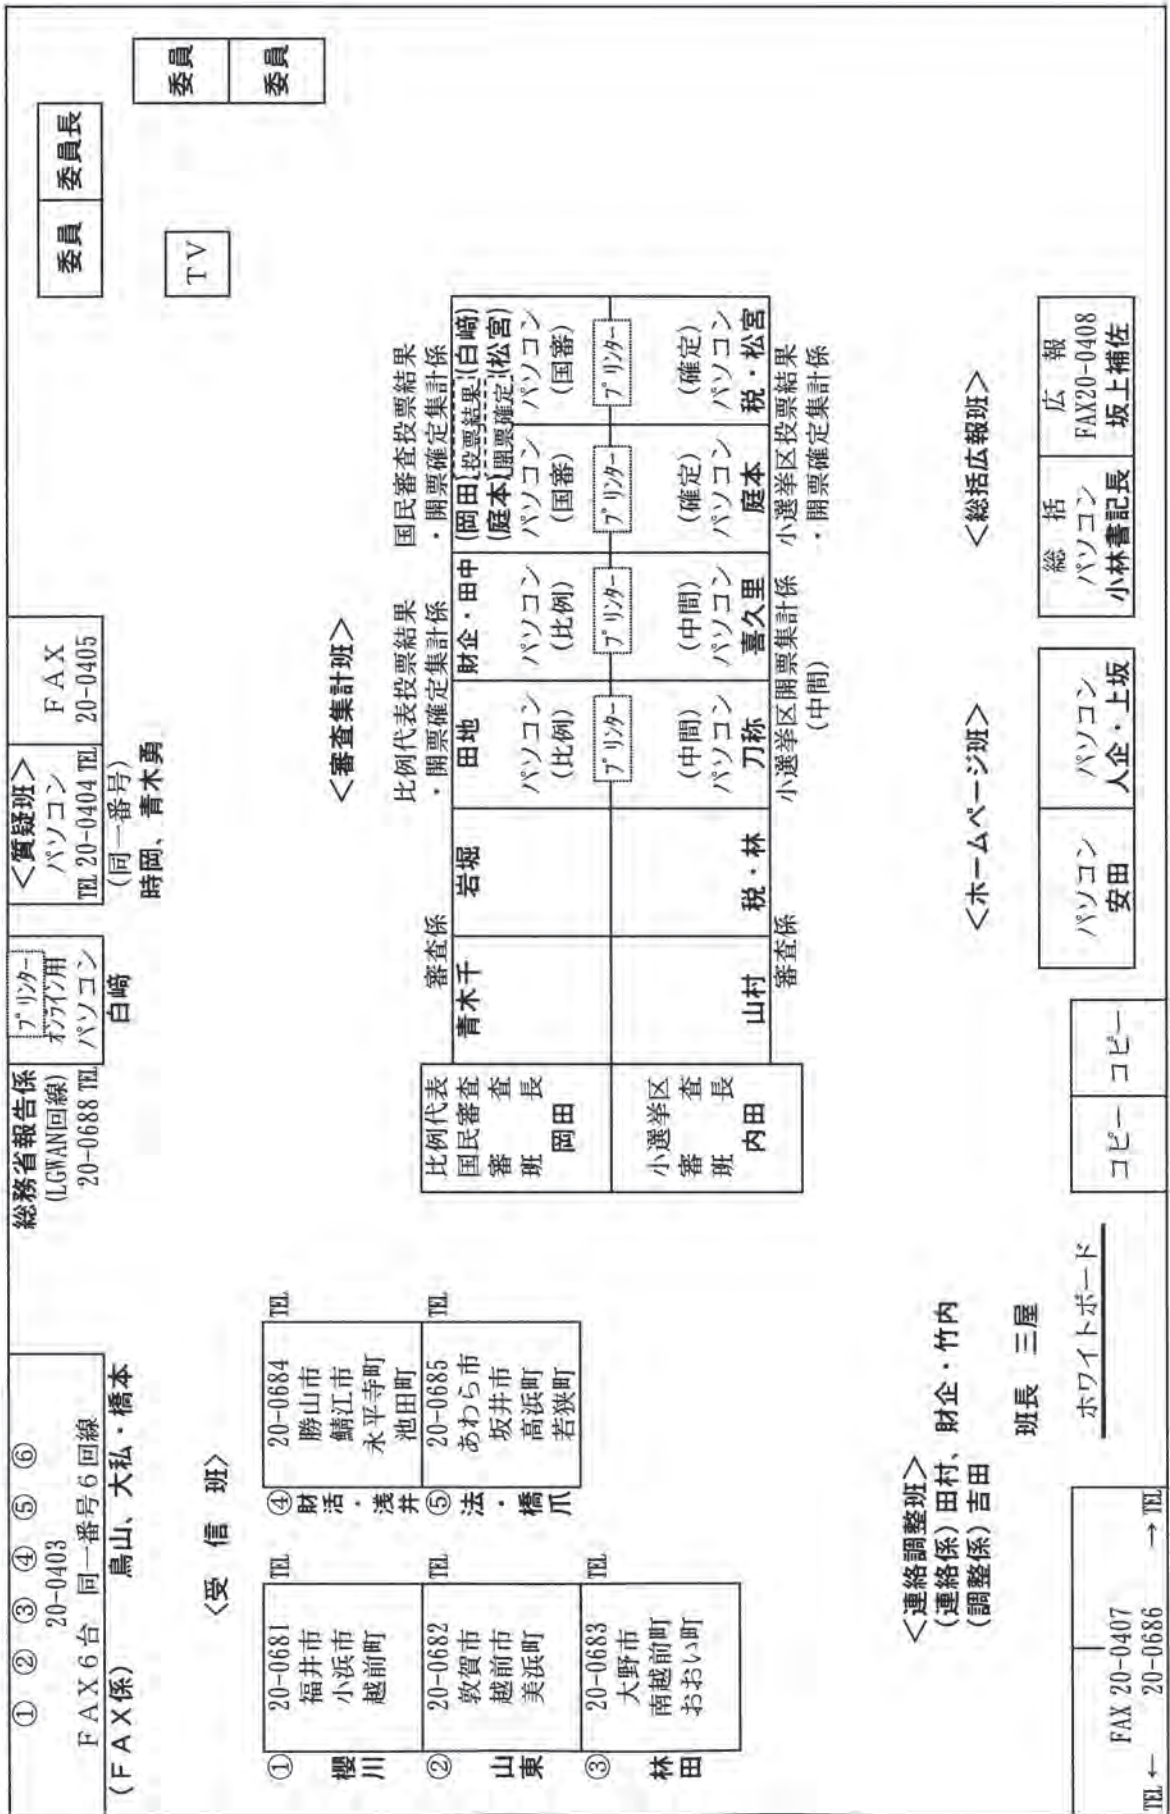 ① ② ③ ④ ⑤ ⑥
20-0403
ＦＡＸ６台 同一番号６回線
(ＦＡＸ係) 鳥山、大私・橋本
総務省報告係
(LGWAN回線)
20-0688 TEL
プリンター
オンライン用
パソコン
白﨑
＜質疑班＞
パソコン
TEL 20-0404 TEL
(同一番号)
時岡、青木勇
ＦＡＸ
20-0405
委員
委員長
委員
委員
ＴＶ
＜受 信 班＞
①
櫻川
20-0681
福井市
小浜市
越前町
TEL
②
山東
20-0682
敦賀市
越前市
美浜町
TEL
③
林田
20-0683
大野市
南越前町
おおい町
TEL
④
財活・浅井
20-0684
勝山市
鯖江市
永平寺町
池田町
TEL
⑤
法・橋爪
20-0685
あわら市
坂井市
高浜町
若狭町
TEL
＜審査集計班＞
比例代表
国民審査
審査
班長
岡田
小選挙区
審査
班長
内田
審査係
青木千
岩堀
比例代表投票結果
・開票確定集計係
田地
パソコン
(比例)
財企・田中
パソコン
(比例)
国民審査投票結果
・開票確定集計係
(岡田)投票結果(白﨑)
(庭本)開票確定(松宮)
パソコン
(国審)
パソコン
(国審)
プリンター
プリンター
プリンター
プリンター
山村
税・林
審査係
(中間)
パソコン
刀称
(中間)
パソコン
喜久里
小選挙区開票集計係
(中間)
(確定)
パソコン
庭本
(確定)
パソコン
税・松宮
小選挙区投票結果
・開票確定集計係
＜連絡調整班＞
(連絡係) 田村、財企・竹内
(調整係) 吉田
班長 三屋
ホワイトボード
FAX 20-0407
TEL ← 20-0686 → TEL
コピー
コピー
＜ホームページ班＞
パソコン
安田
パソコン
人企・上坂
＜総括広報班＞
総 括
パソコン
小林書記長
広 報
FAX20-0408
坂上補佐